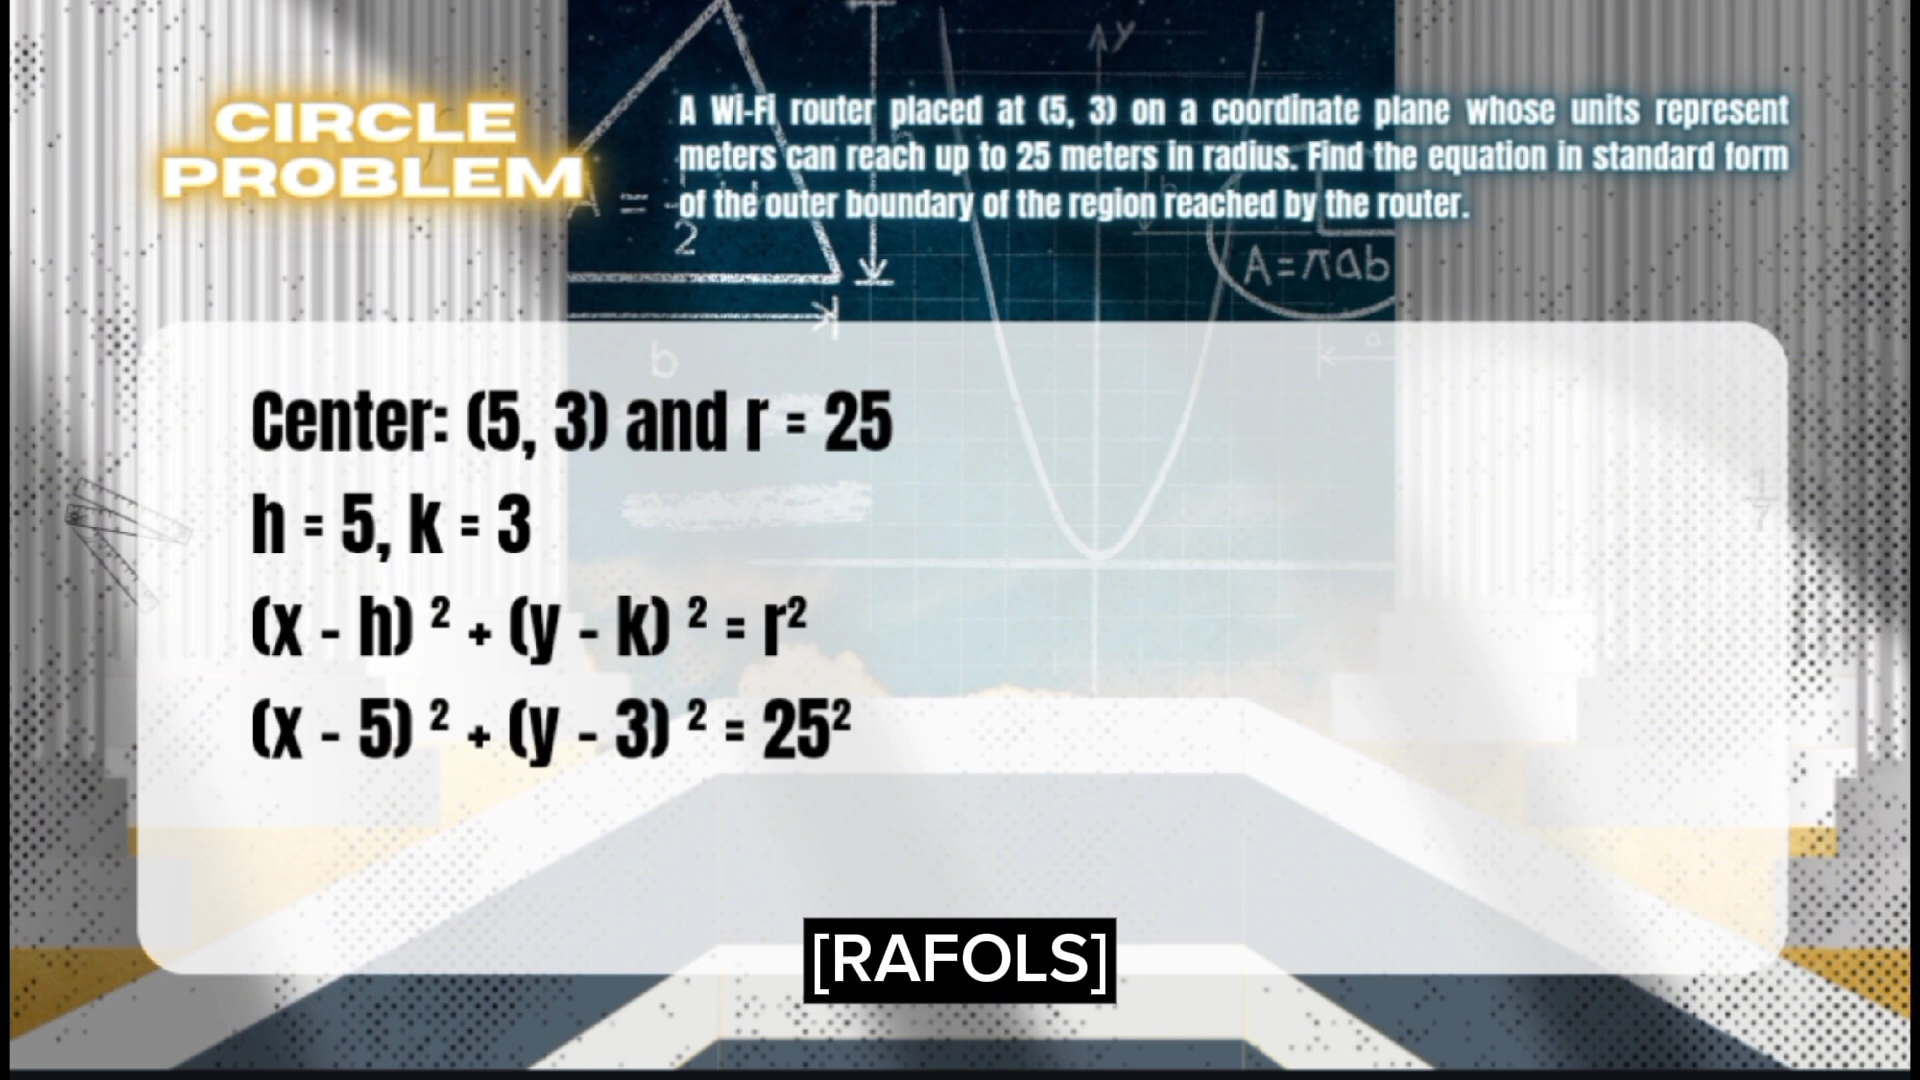 CIRCLE
PROBLEM
A Wi-Fi router placed at (5, 3) on a coordinate plane whose units represent
meters can reach up to 25 meters in radius. Find the equation in standard form
of the outer boundary of the region reached by the router.
y
2
A=πab
b
a
Center: (5, 3) and r = 25
h = 5, k = 3
(x - h) ² + (y - k) ² = r²
(x - 5) ² + (y - 3) ² = 25²
[RAFOLS]